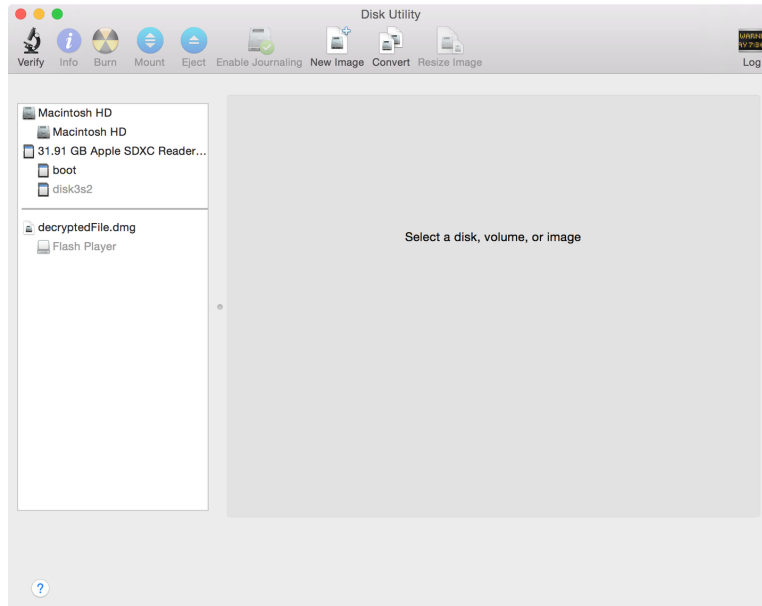 Disk Utility
Verify Info Burn Mount Eject Enable Journaling New Image Convert Resize Image Log
Macintosh HD
Macintosh HD
31.91 GB Apple SDXC Reader...
boot
disk3s2
decryptedFile.dmg
Flash Player
Select a disk, volume, or image
?